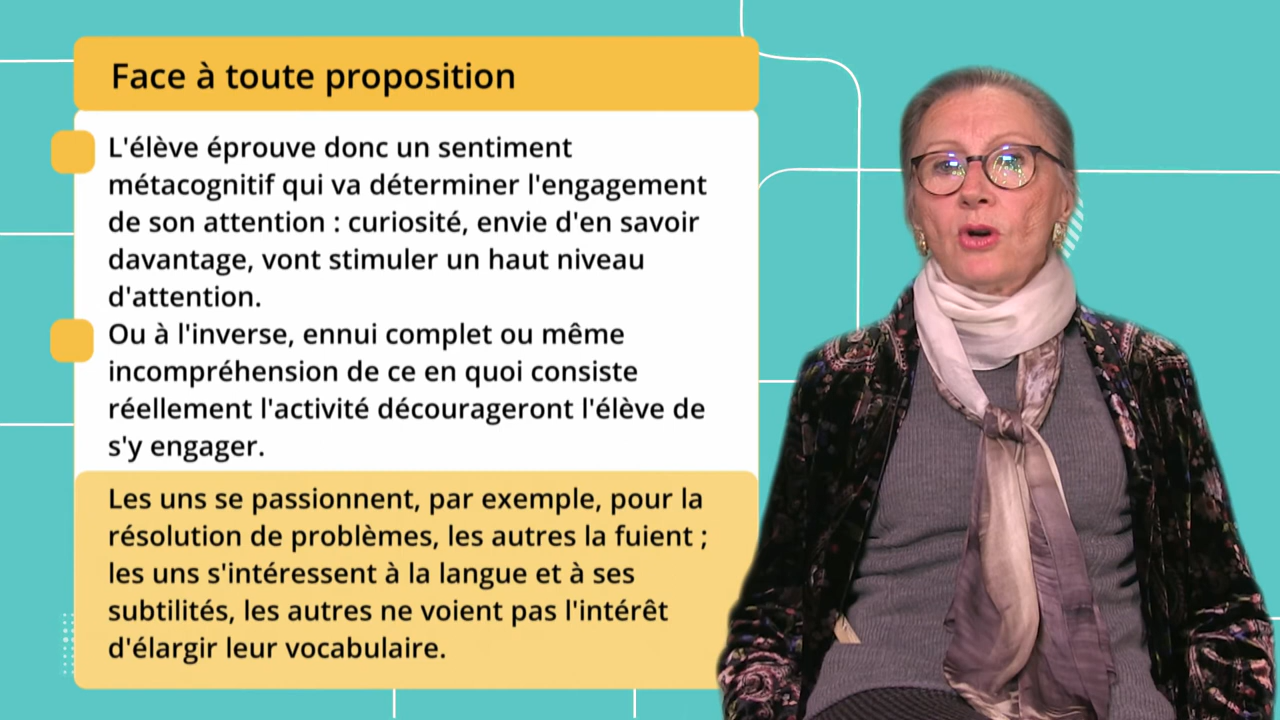 Face à toute proposition
L'élève éprouve donc un sentiment
métacognitif qui va déterminer l'engagement
de son attention : curiosité, envie d'en savoir
davantage, vont stimuler un haut niveau
d'attention.
Ou à l'inverse, ennui complet ou même
incompréhension de ce en quoi consiste
réellement l'activité décourageront l'élève de
s'y engager.
Les uns se passionnent, par exemple, pour la
résolution de problèmes, les autres la fuient ;
les uns s'intéressent à la langue et à ses
subtilités, les autres ne voient pas l'intérêt
d'élargir leur vocabulaire.